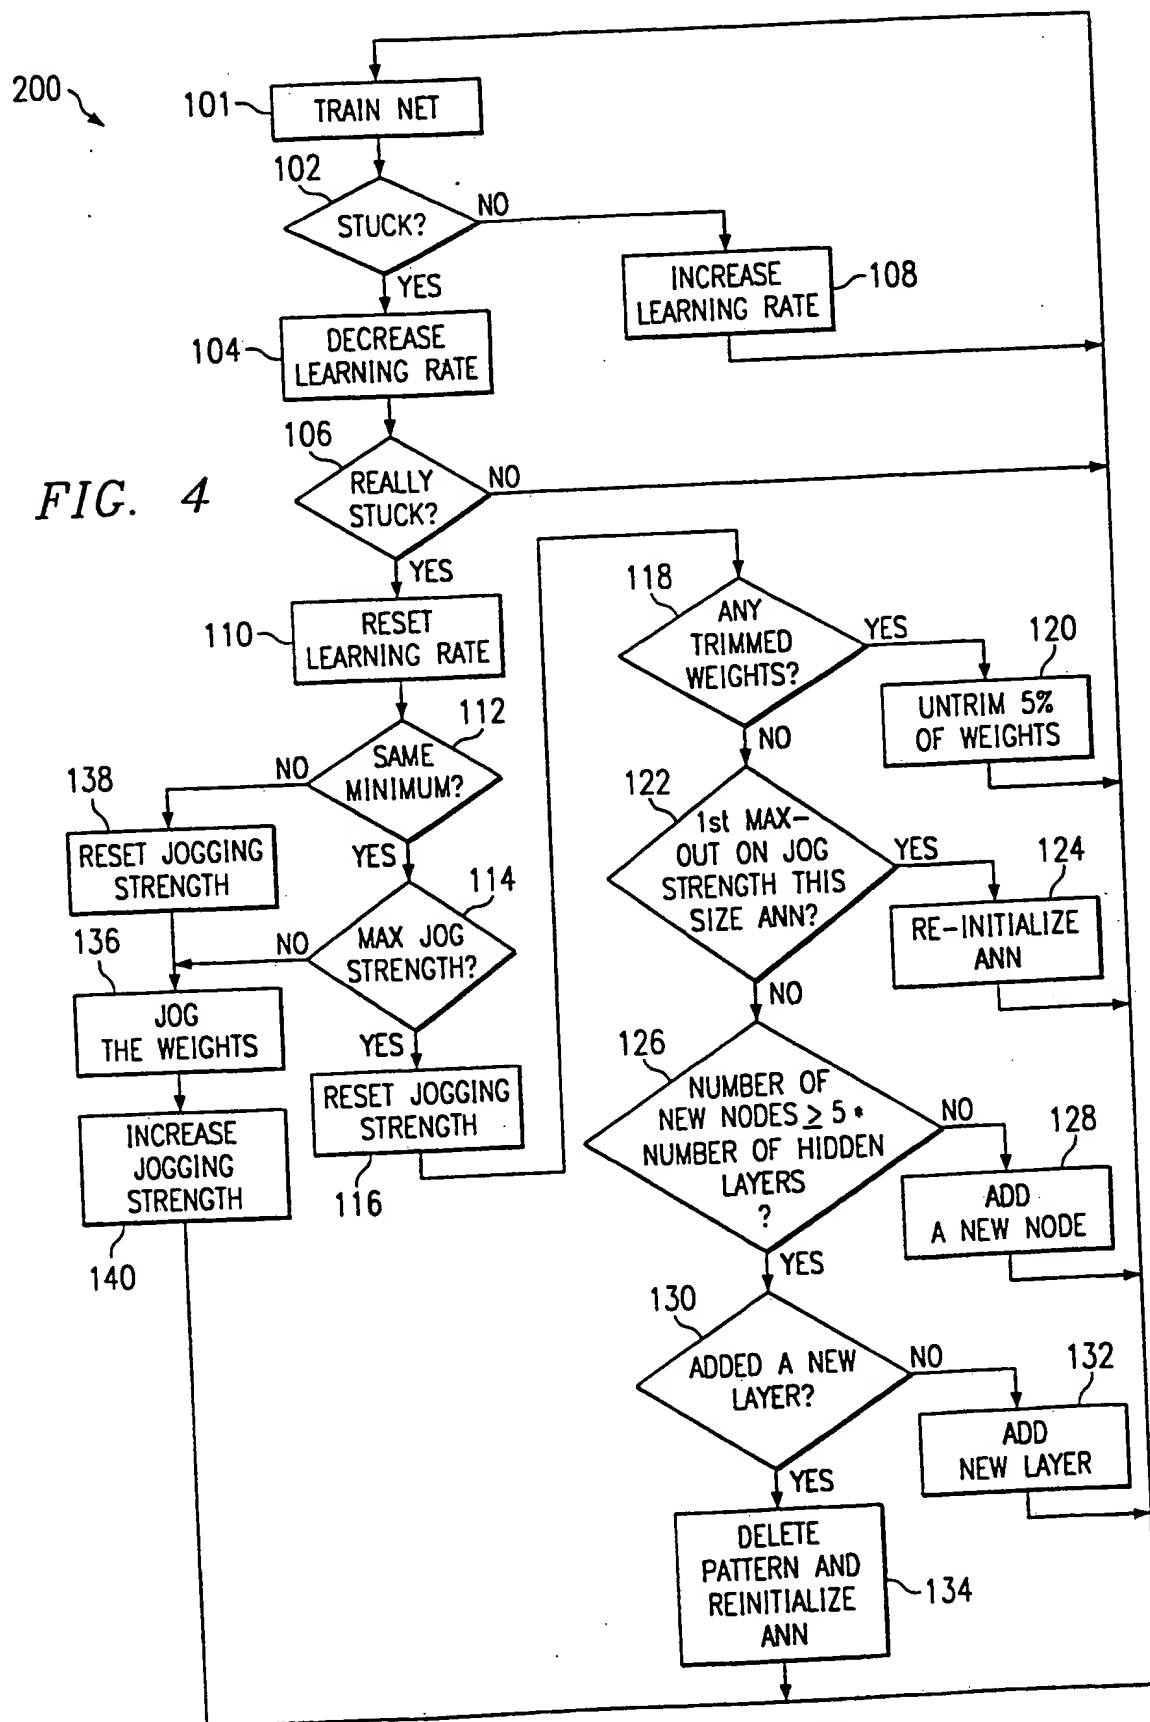 200
101
TRAIN NET
102
STUCK?
NO
YES
INCREASE
LEARNING RATE
108
104
DECREASE
LEARNING RATE
106
REALLY
STUCK?
NO
YES
FIG. 4
110
RESET
LEARNING RATE
112
SAME
MINIMUM?
NO
YES
138
RESET JOGGING
STRENGTH
114
MAX JOG
STRENGTH?
NO
YES
136
JOG
THE WEIGHTS
116
RESET JOGGING
STRENGTH
INCREASE
JOGGING
STRENGTH
140
118
ANY
TRIMMED
WEIGHTS?
YES
NO
120
UNTRIM 5%
OF WEIGHTS
122
1st MAX-
OUT ON JOG
STRENGTH THIS
SIZE ANN?
YES
NO
124
RE-INITIALIZE
ANN
126
NUMBER OF
NEW NODES ≥ 5 *
NUMBER OF HIDDEN
LAYERS
?
NO
YES
128
ADD
A NEW NODE
130
ADDED A NEW
LAYER?
NO
YES
132
ADD
NEW LAYER
DELETE
PATTERN AND
REINITIALIZE
ANN
134